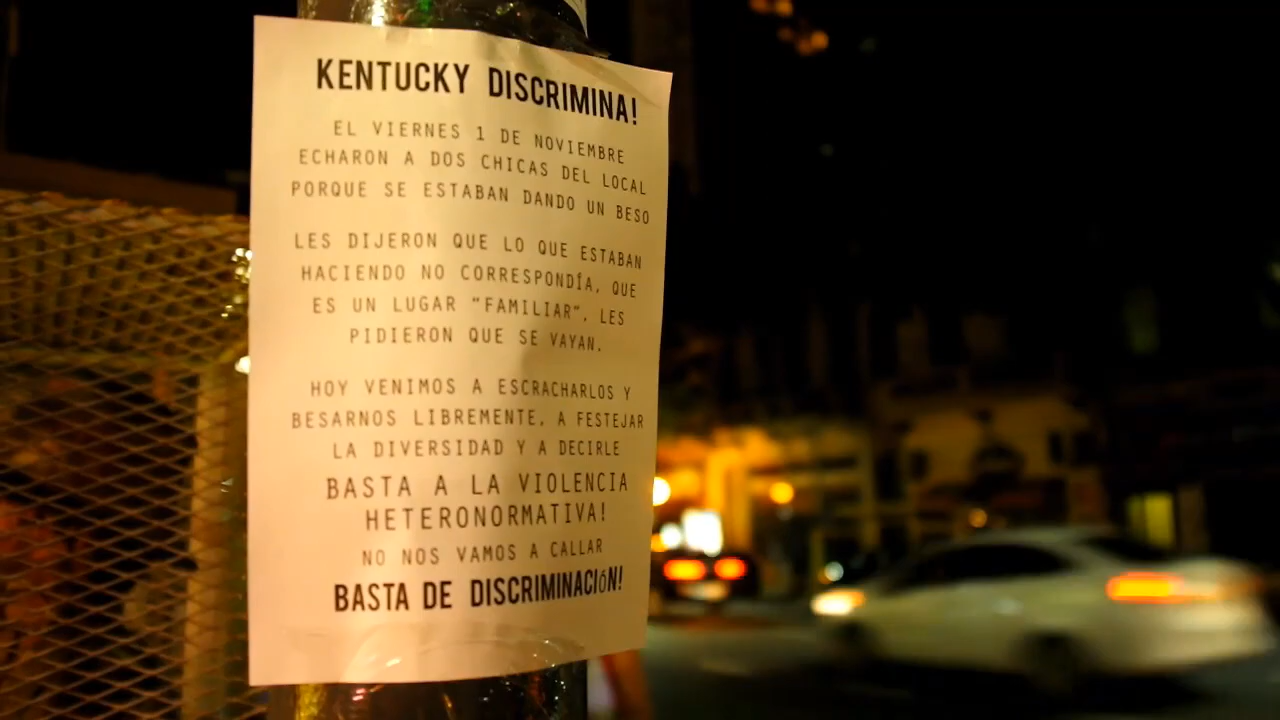 KENTUCKY DISCRIMINA!
EL VIERNES 1 DE NOVIEMBRE
ECHARON A DOS CHICAS DEL LOCAL
PORQUE SE ESTABAN DANDO UN BESO
LES DIJERON QUE LO QUE ESTABAN
HACIENDO NO CORRESPONDÍA, QUE
ES UN LUGAR "FAMILIAR", LES
PIDIERON QUE SE VAYAN.
HOY VENIMOS A ESCRACHARLOS Y
BESARNOS LIBREMENTE, A FESTEJAR
LA DIVERSIDAD Y A DECIRLE
BASTA A LA VIOLENCIA
HETERONORMATIVA!
NO NOS VAMOS A CALLAR
BASTA DE DISCRIMINACIóN!